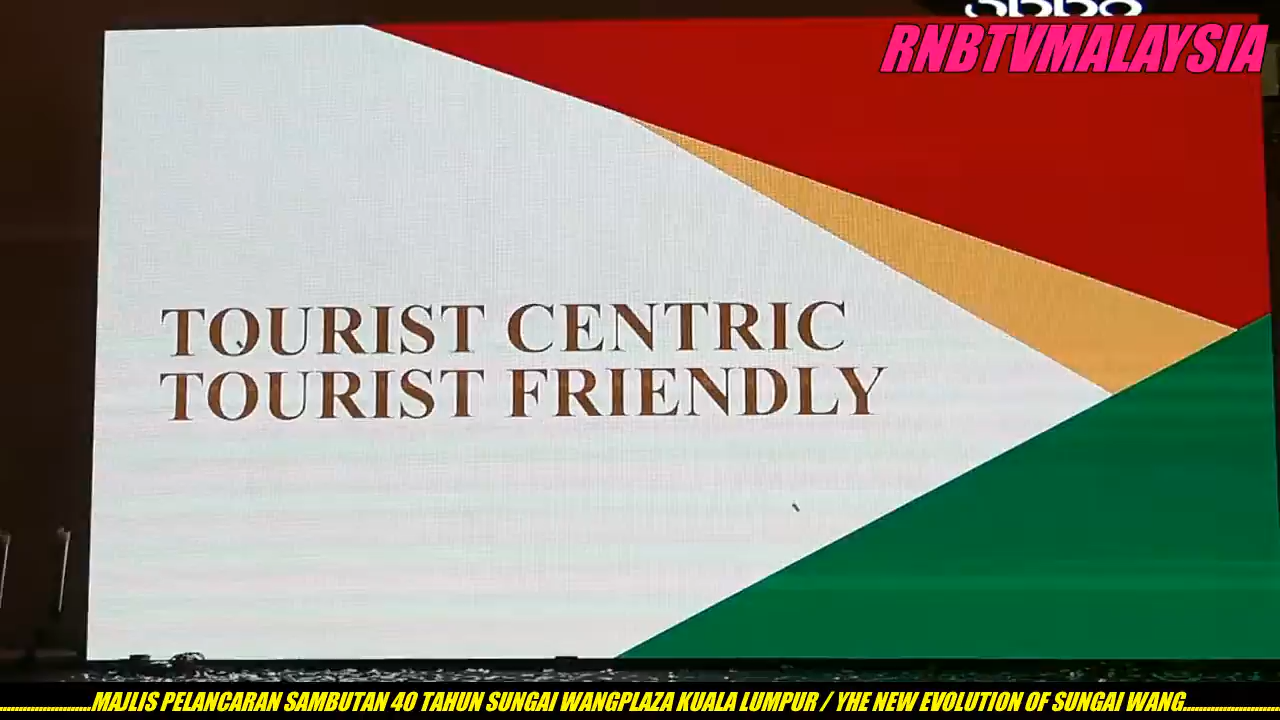 RNBTVMALAYSIA
TOURIST CENTRIC
TOURIST FRIENDLY
.......................MAJLIS PELANCARAN SAMBUTAN 40 TAHUN SUNGAI WANGPLAZA KUALA LUMPUR / YHE NEW EVOLUTION OF SUNGAI WANG.......................